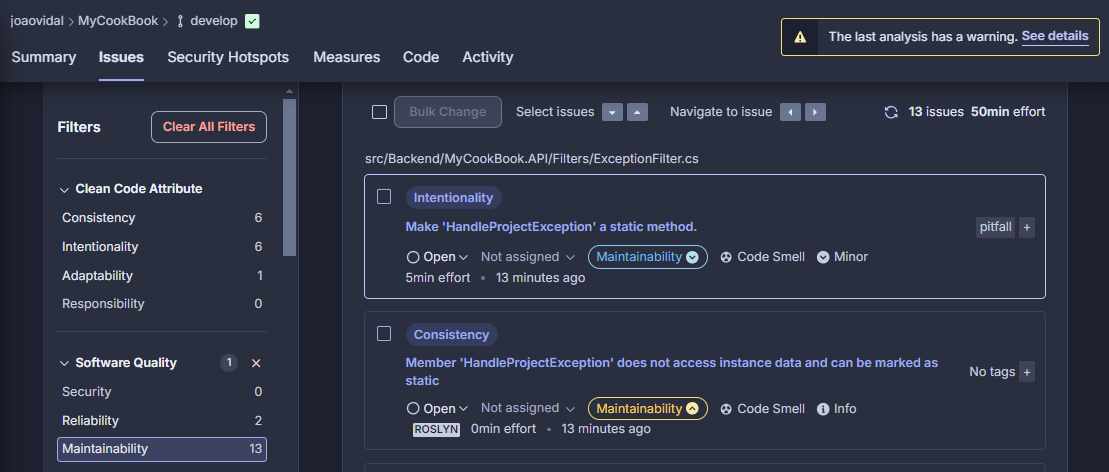 joaovidal > MyCookBook > develop
The last analysis has a warning. See details
Summary Issues Security Hotspots Measures Code Activity
Filters
Clear All Filters
Clean Code Attribute
Consistency 6
Intentionality 6
Adaptability 1
Responsibility 0
Software Quality 1
Security 0
Reliability 2
Maintainability 13
Bulk Change Select issues Navigate to issue 13 issues 50min effort
src/Backend/MyCookBook.API/Filters/ExceptionFilter.cs
Intentionality
Make 'HandleProjectException' a static method.
pitfall +
Open Not assigned Maintainability Code Smell Minor
5min effort • 13 minutes ago
Consistency
Member 'HandleProjectException' does not access instance data and can be marked as
static
No tags +
Open Not assigned Maintainability Code Smell Info
ROSLYN 0min effort • 13 minutes ago